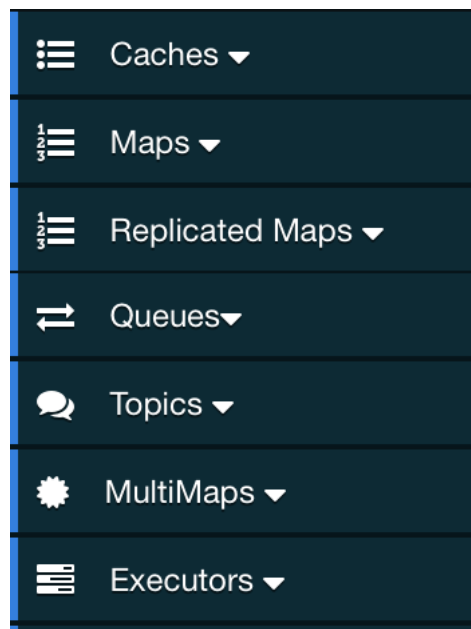 Caches
Maps
Replicated Maps
Queues
Topics
MultiMaps
Executors